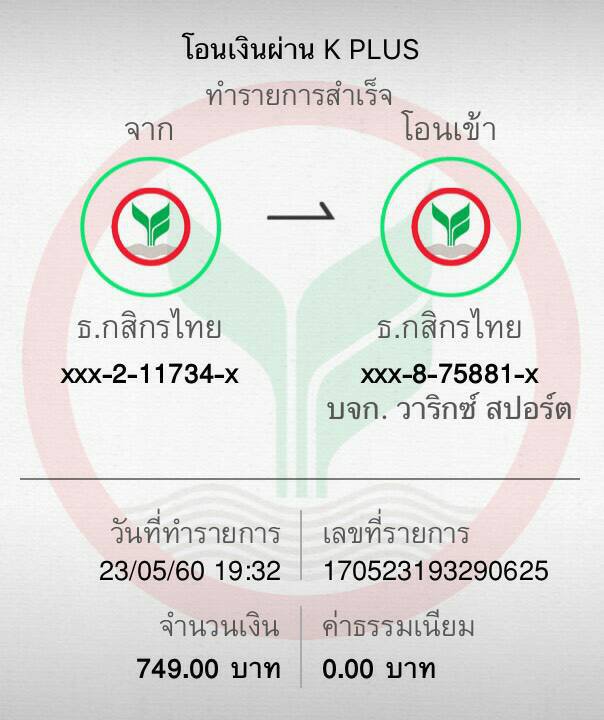 โอนเงินผ่าน K PLUS
ทำรายการสำเร็จ
จาก
โอนเข้า
ธ.กสิกรไทย
xxx-2-11734-x
ธ.กสิกรไทย
xxx-8-75881-x
บจก. วาริกซ์ สปอร์ต
วันที่ทำรายการ
23/05/60 19:32
เลขที่รายการ
170523193290625
จำนวนเงิน
749.00 บาท
ค่าธรรมเนียม
0.00 บาท